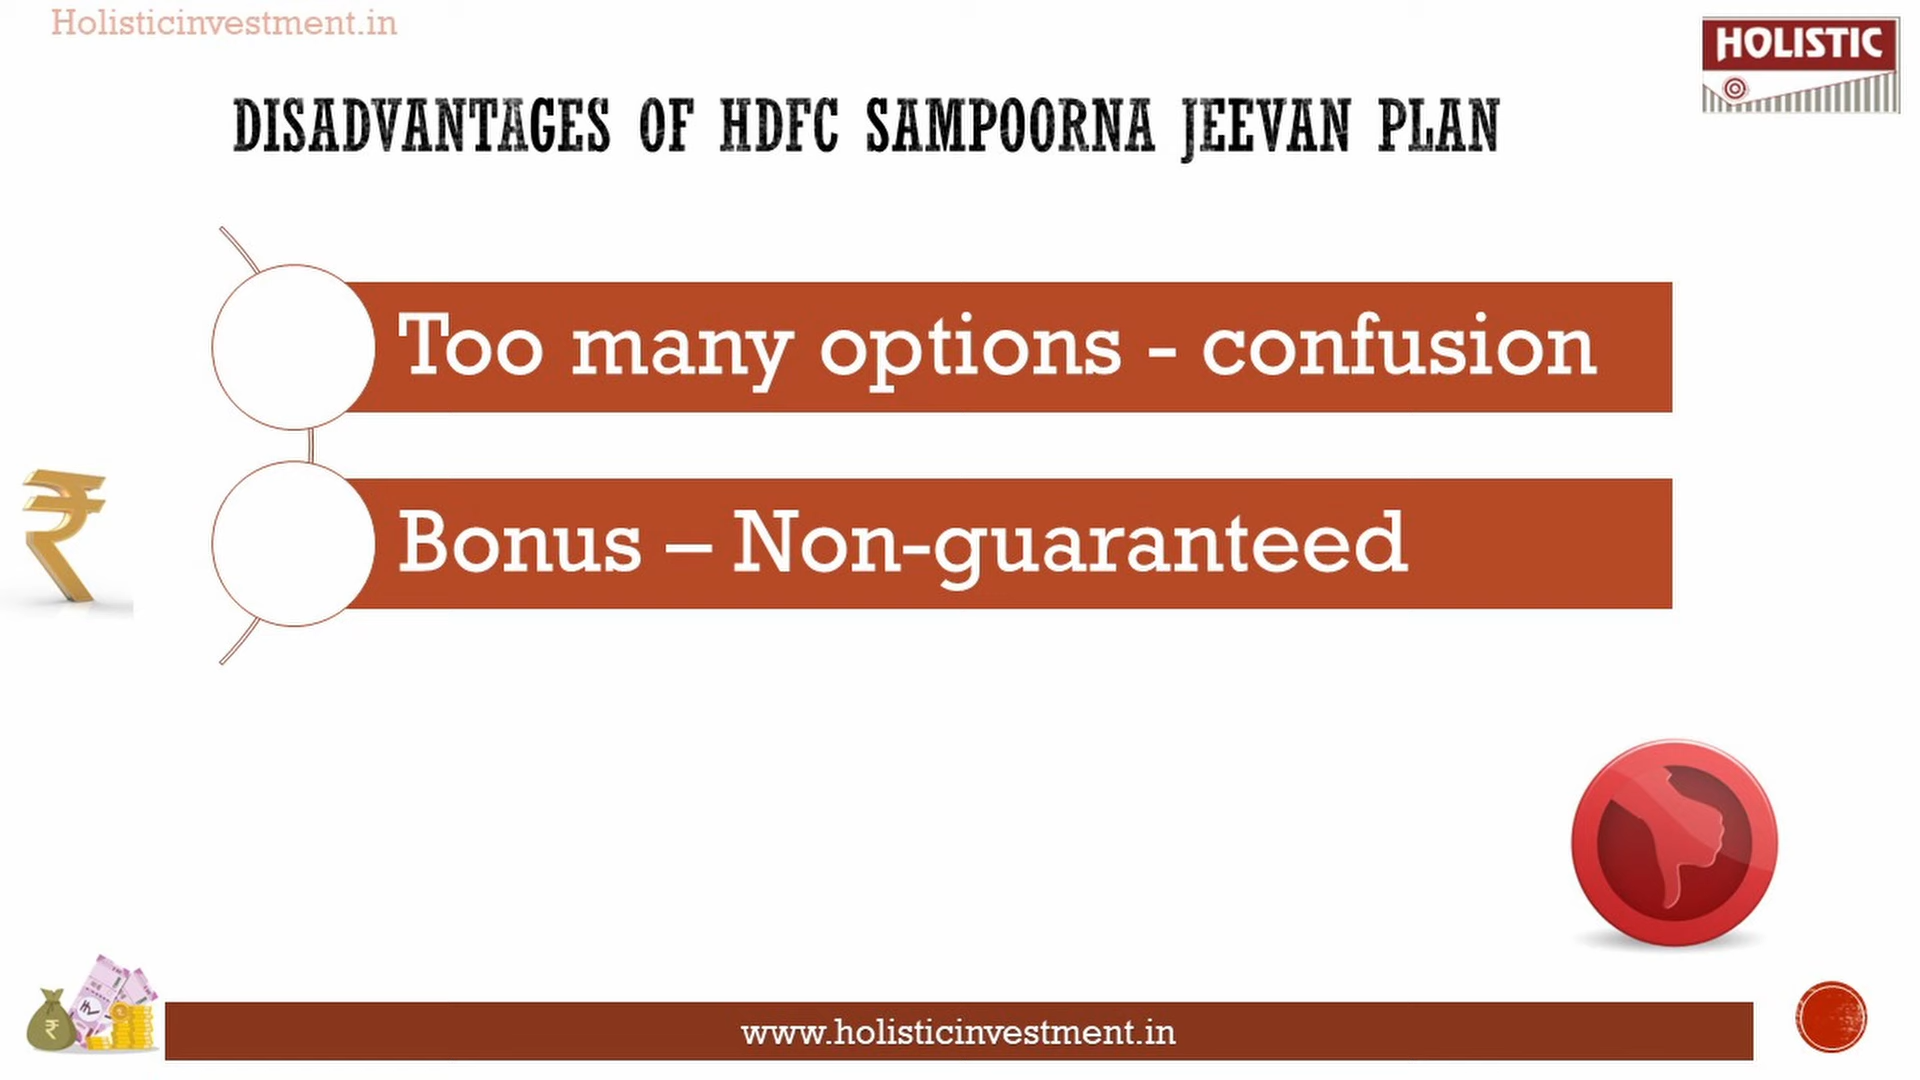 Holisticinvestment.in
HOLISTIC
DISADVANTAGES OF HDFC SAMPOORNA JEEVAN PLAN
Too many options - confusion
Bonus – Non-guaranteed
www.holisticinvestment.in